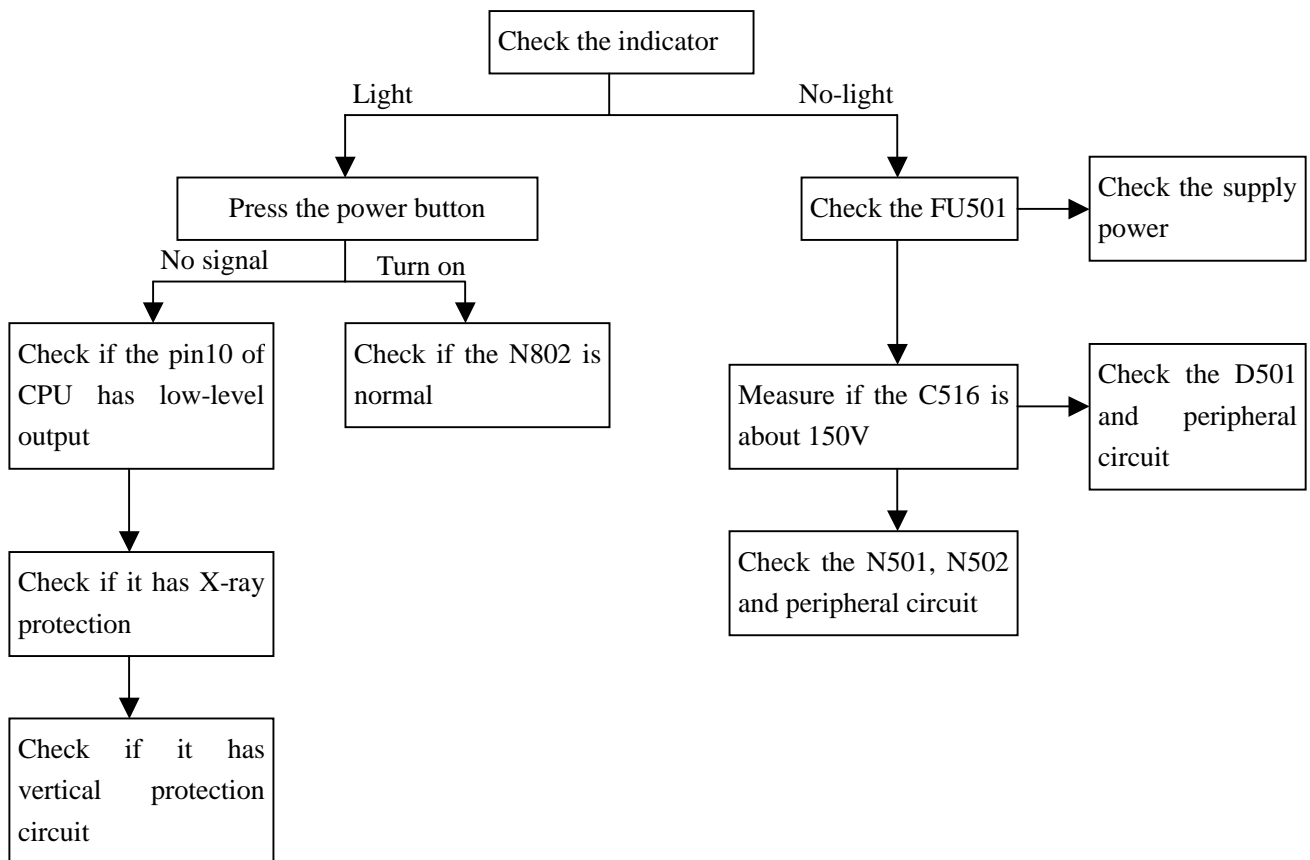 Check the indicator
Light
No-light
Press the power button
Check the FU501
Check the supply
power
No signal
Turn on
Check if the pin10 of
CPU has low-level
output
Check if the N802 is
normal
Measure if the C516 is
about 150V
Check the D501
and peripheral
circuit
Check if it has X-ray
protection
Check the N501, N502
and peripheral circuit
Check if it has
vertical protection
circuit